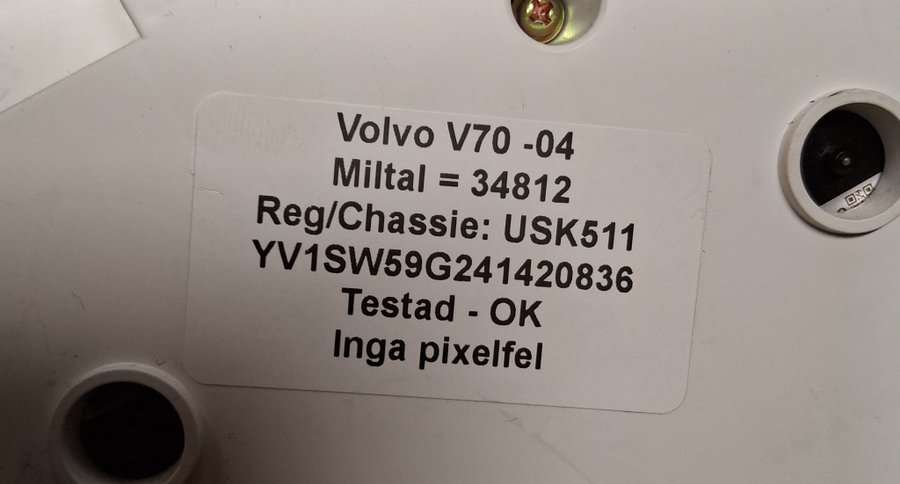 Volvo V70 -04
Miltal = 34812
Reg/Chassie: USK511
YV1SW59G241420836
Testad - OK
Inga pixelfel